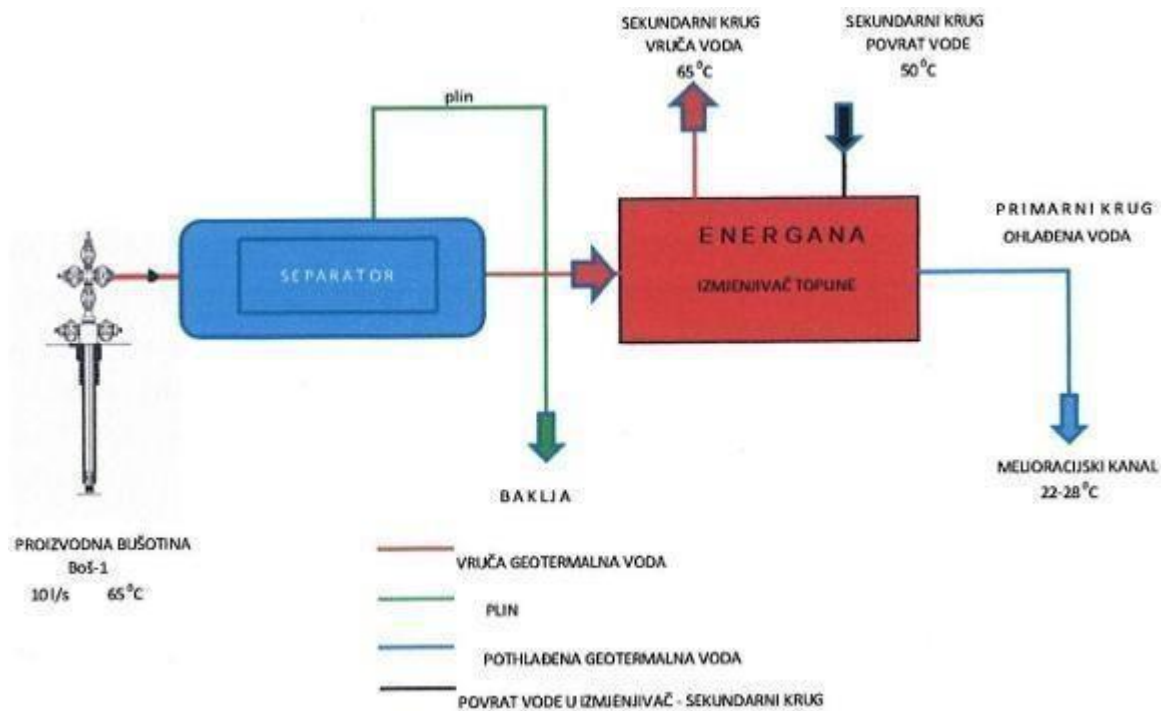 SEKUNDARNI KRUG
VRUČA VODA
65°C
SEKUNDARNI KRUG
POVRAT VODE
50°C
plin
SEPARATOR
ENERGANA
IZMJENJIVAČ TOPLINE
PRIMARNI KRUG
OHLAĐENA VODA
BAKLJA
MELIORACIJSKI KANAL
22-28°C
PROIZVODNA BUŠOTINA
Boš-1
10 l/s 65°C
VRUČA GEOTERMALNA VODA
PLIN
POTHLAĐENA GEOTERMALNA VODA
POVRAT VODE U IZMJENJIVAČ - SEKUNDARNI KRUG